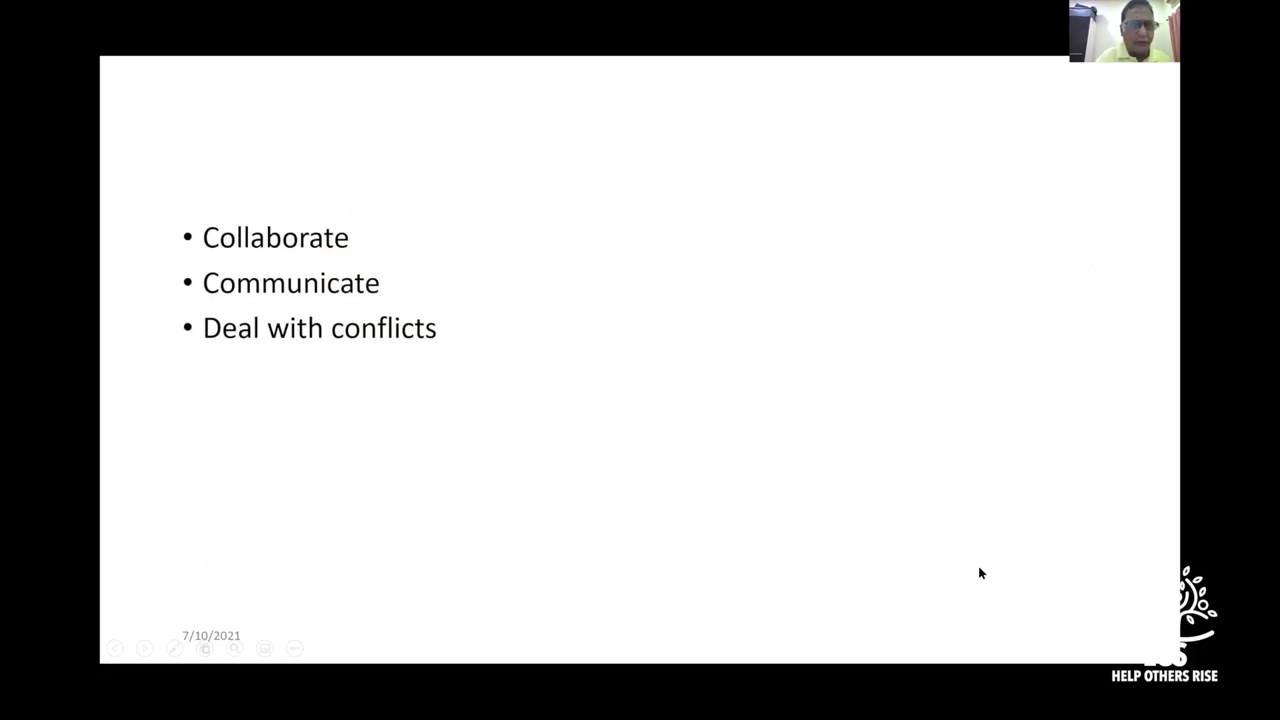 • Collaborate
• Communicate
• Deal with conflicts
7/10/2021
HELP OTHERS RISE